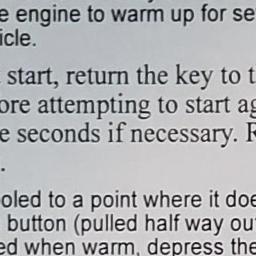 e engine to warm up for se
icle.
start, return the key to t
ore attempting to start ag
e seconds if necessary. R
.
oled to a point where it doe
button (pulled half way ou
ed when warm, depress the